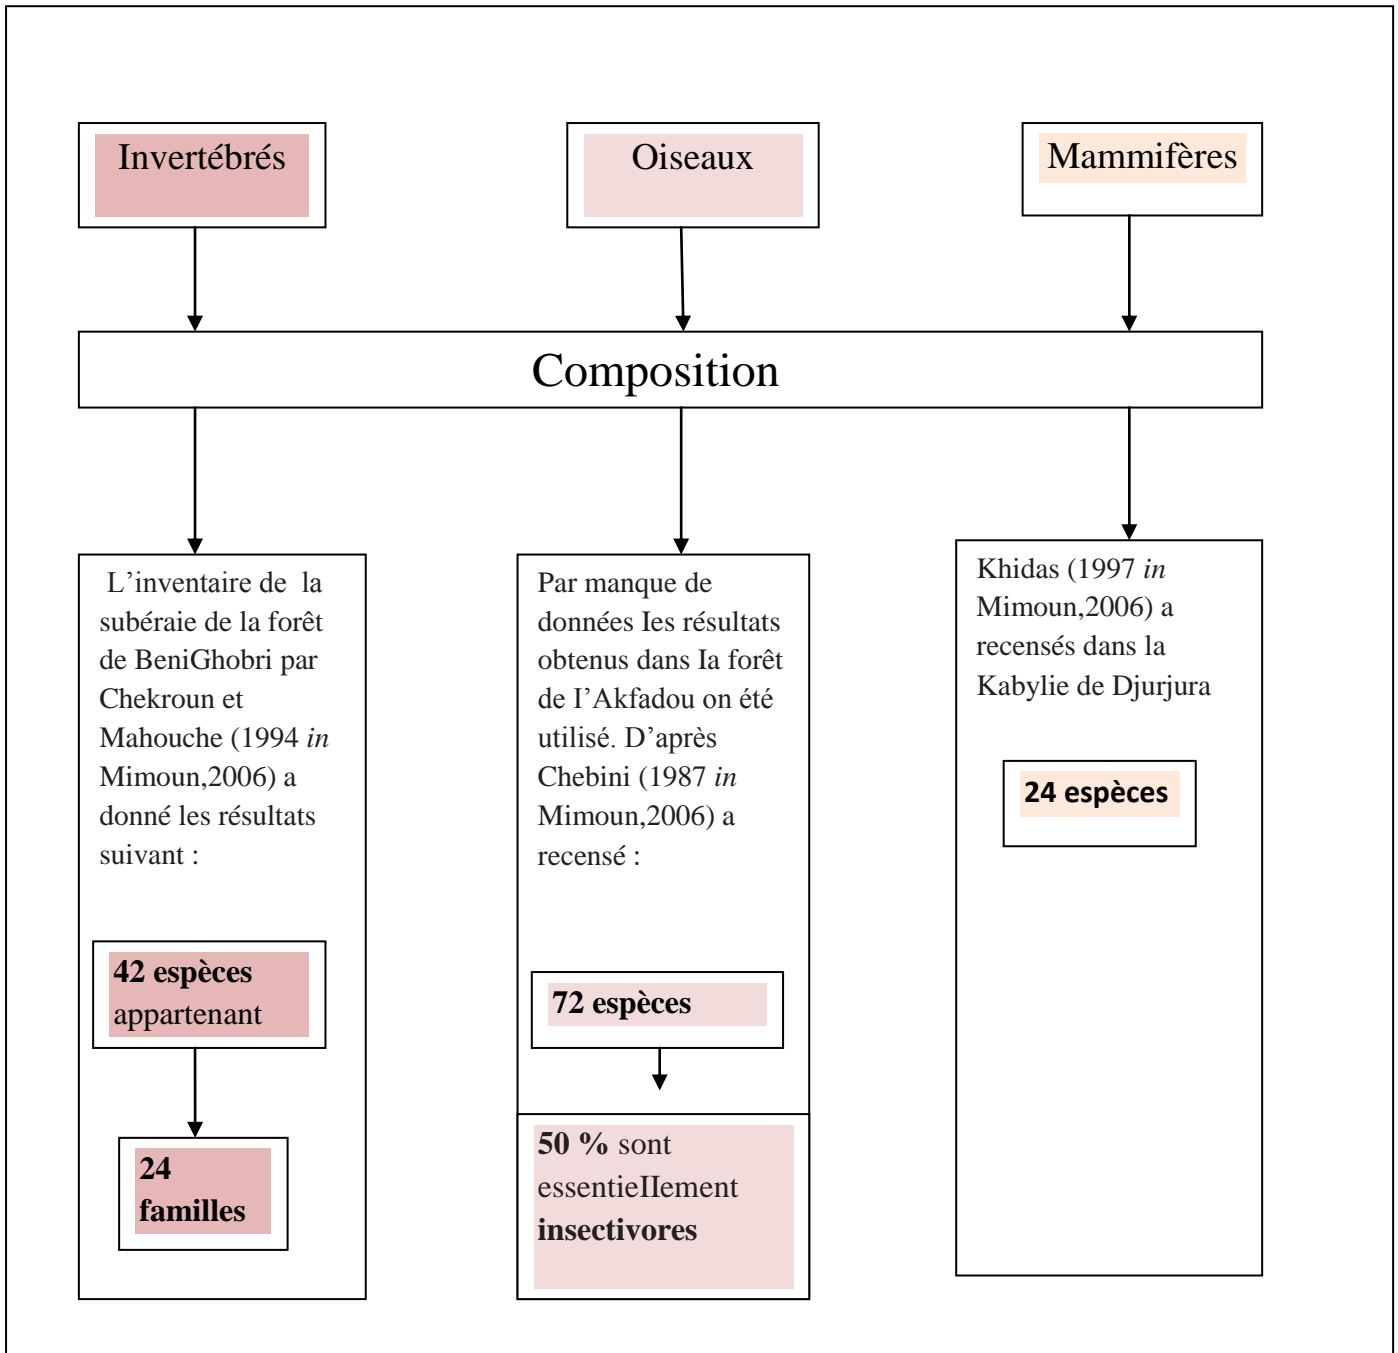 Invertébrés
Oiseaux
Mammifères
Composition
L’inventaire de la
subéraie de la forêt
de BeniGhobri par
Chekroun et
Mahouche (1994 in
Mimoun,2006) a
donné les résultats
suivant :
42 espèces
appartenant
24
familles
Par manque de
données Ies résultats
obtenus dans Ia forêt
de I’Akfadou on été
utilisé. D’après
Chebini (1987 in
Mimoun,2006) a
recensé :
72 espèces
50 % sont
essentieIIement
insectivores
Khidas (1997 in
Mimoun,2006) a
recensés dans la
Kabylie de Djurjura
24 espèces